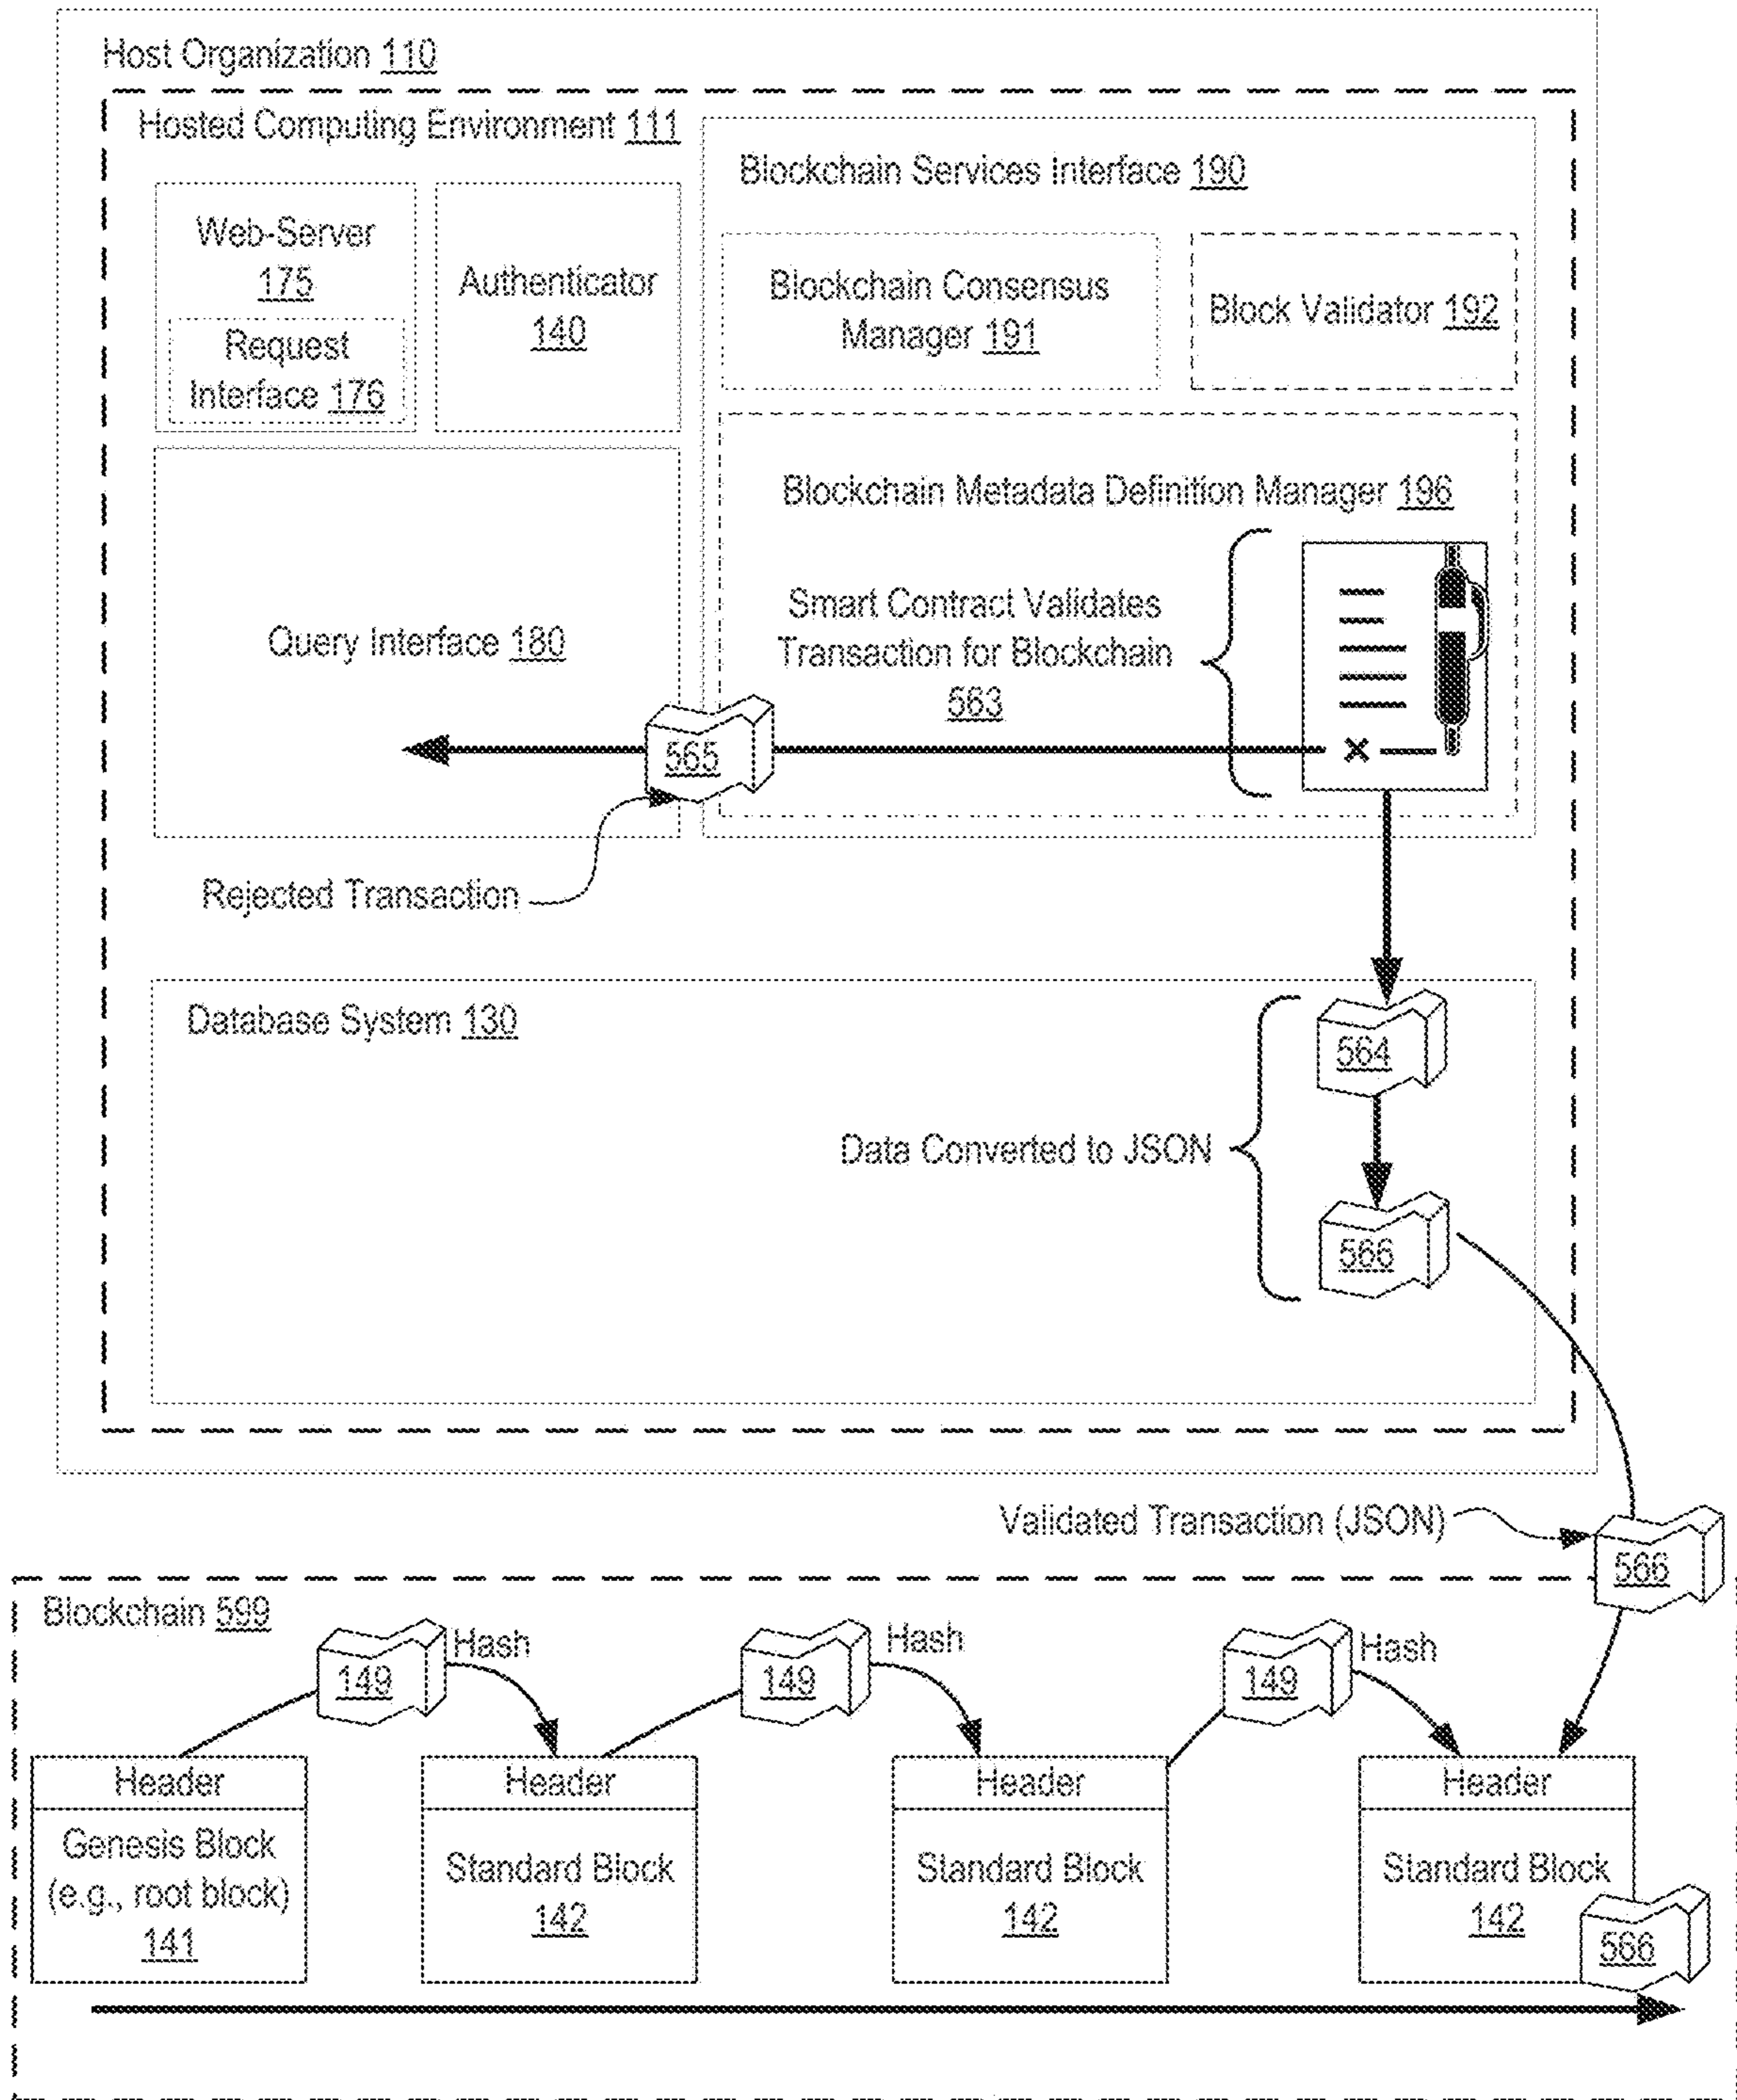 Host Organization 110
Hosted Computing Environment 111
Web-Server
175
Request
Interface 176
Authenticator
140
Blockchain Services Interface 190
Blockchain Consensus
Manager 191
Block Validator 192
Query Interface 180
Blockchain Metadata Definition Manager 196
Smart Contract Validates
Transaction for Blockchain
563
x
565
Rejected Transaction
Database System 130
564
Data Converted to JSON
566
Validated Transaction (JSON)
566
Blockchain 599
149
Hash
149
Hash
149
Hash
Header
Genesis Block
(e.g., root block)
141
Header
Standard Block
142
Header
Standard Block
142
Header
Standard Block
142
566